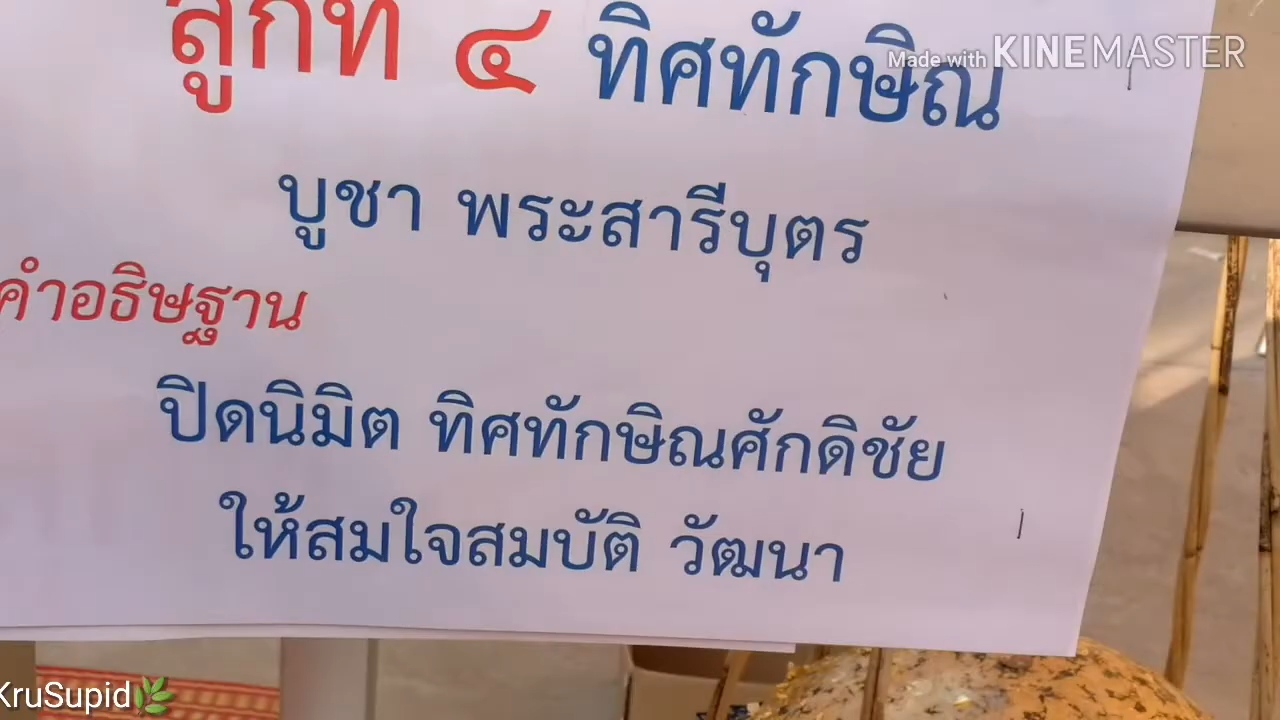 ลูกที่ ๔ ทิศทักษิณ
Made with KINEMASTER
บูชา พระสารีบุตร
คำอธิษฐาน
ปิดนิมิต ทิศทักษิณศักดิชัย
ให้สมใจสมบัติ วัฒนา
KruSupid🌿